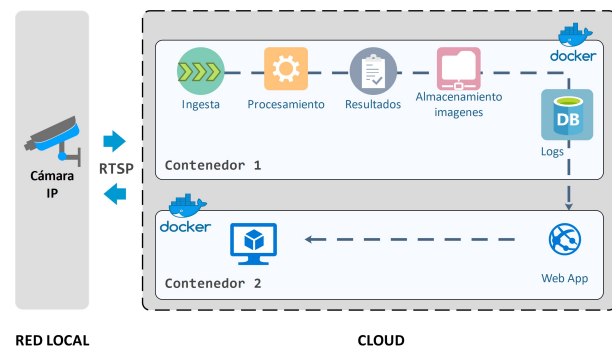 docker
Ingesta
Procesamiento
Resultados
Almacenamiento
imagenes
DB
Logs
Contenedor 1
Cámara
IP
RTSP
docker
Contenedor 2
Web App
RED LOCAL
CLOUD